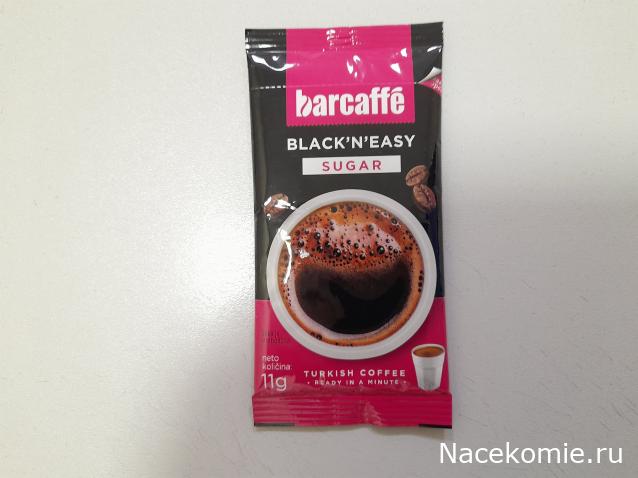 barcaffé
BLACK'N'EASY
SUGAR
neto
količina:
11g
TURKISH COFFEE
• READY IN A MINUTE •
Nacekomie.ru